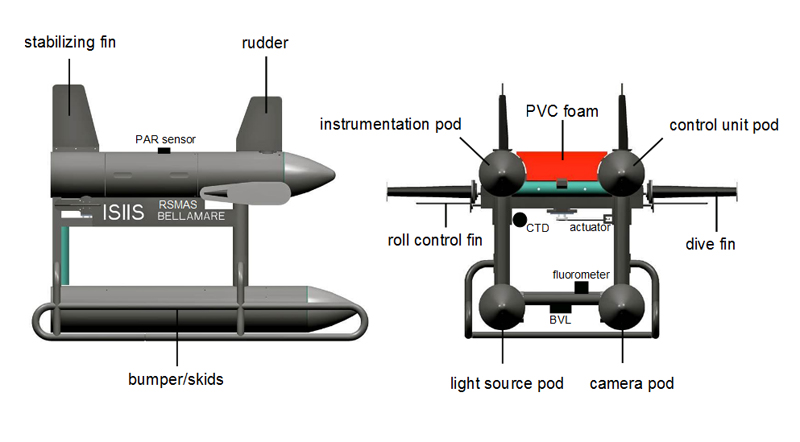 stabilizing fin
rudder
PAR sensor
ISIIS
RSMAS
BELLAMARE
bumper/skids
PVC foam
instrumentation pod
control unit pod
roll control fin
CTD
actuator
dive fin
fluorometer
BVL
light source pod
camera pod